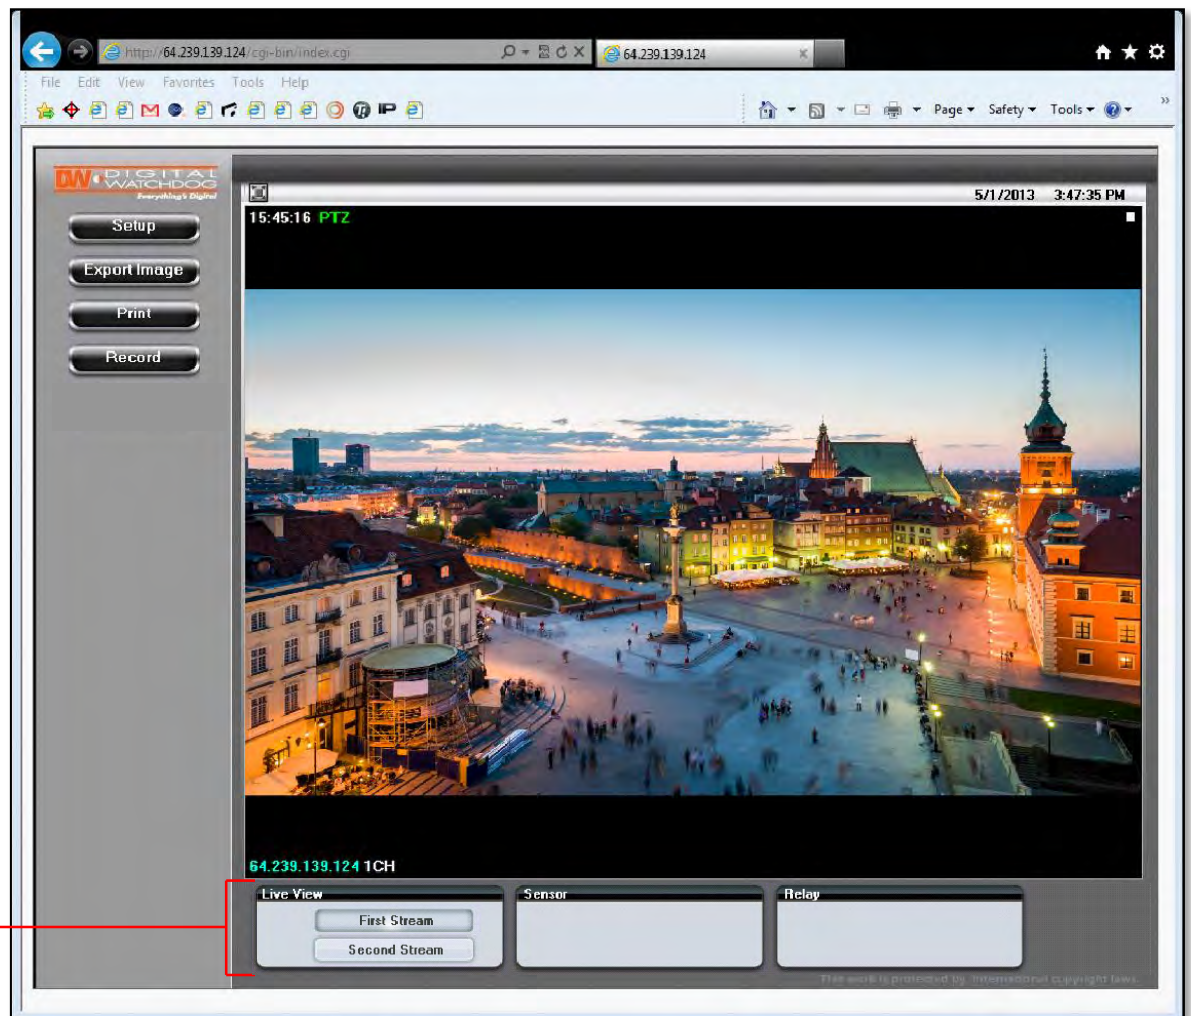 http://64.239.139.124/cgi-bin/index.cgi
64.239.139.124
File Edit View Favorites Tools Help
Page Safety Tools
DW DIGITAL WATCHDOG
Everything's Digital
5/1/2013 3:47:35 PM
15:45:16 PTZ
Setup
Export Image
Print
Record
64.239.139.124 1CH
Live View
First Stream
Second Stream
Sensor
Relay
This work is protected by international copyright laws